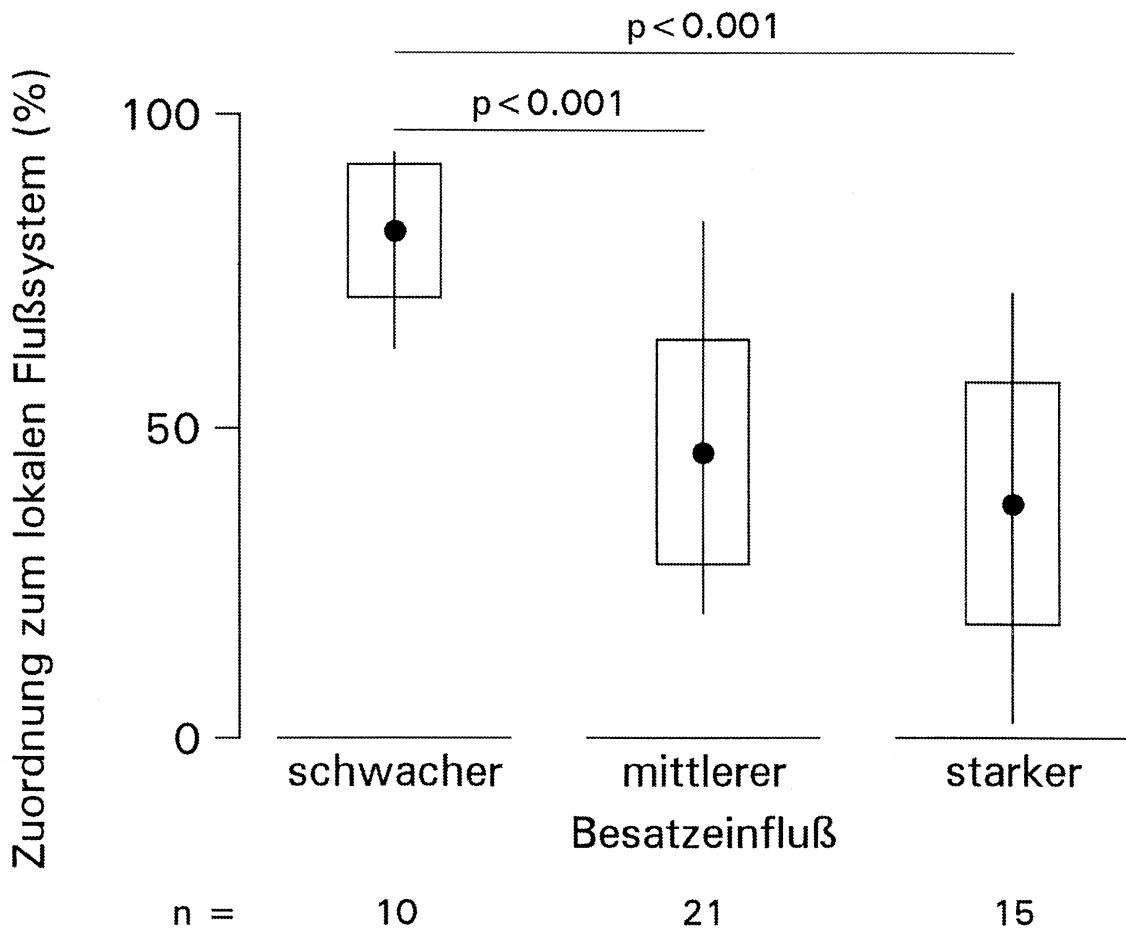 p<0.001
p<0.001
Zuordnung zum lokalen Flußsystem (%)
100
50
0
schwacher mittlerer starker
Besatzeinfluß
n = 10 21 15